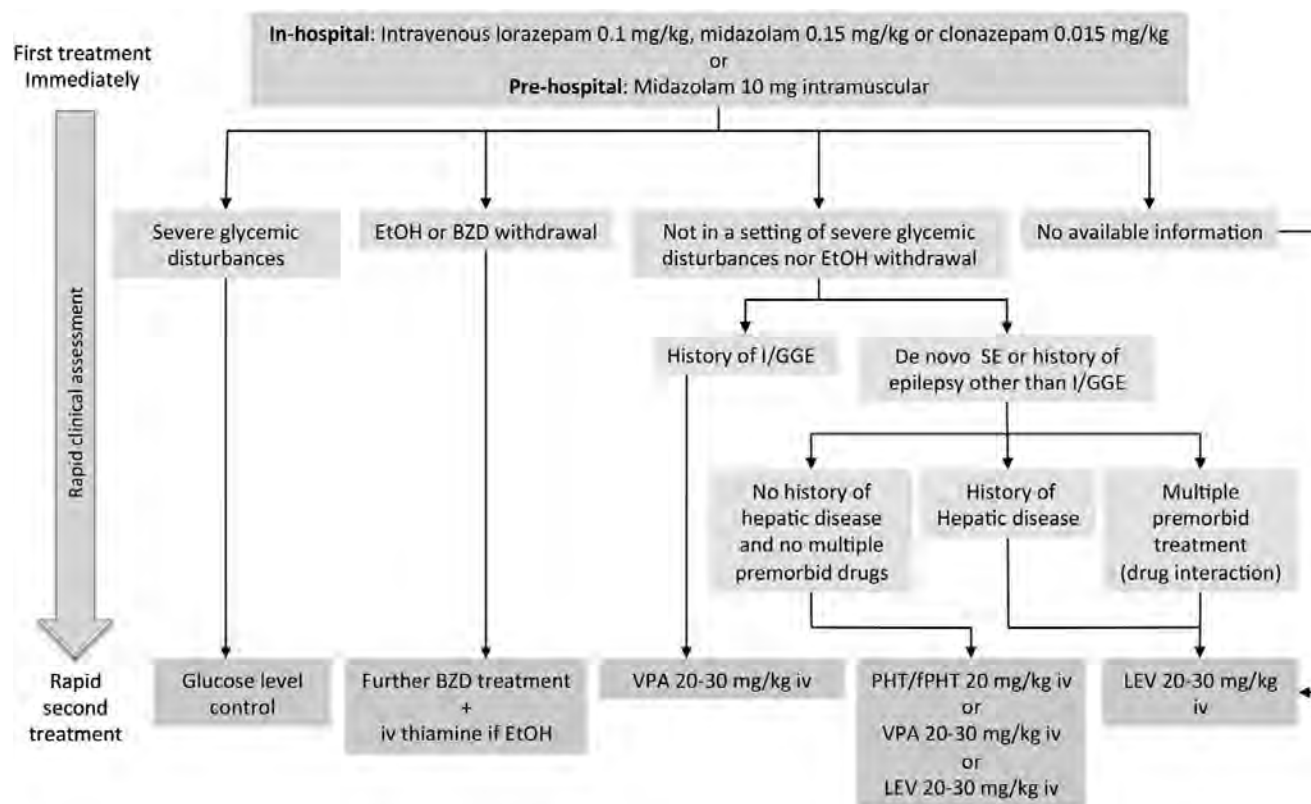 First treatment
Immediately
In-hospital: Intravenous lorazepam 0.1 mg/kg, midazolam 0.15 mg/kg or clonazepam 0.015 mg/kg
or
Pre-hospital: Midazolam 10 mg intramuscular
Rapid clinical assessment
Severe glycemic
disturbances
EtOH or BZD withdrawal
Not in a setting of severe glycemic
disturbances nor EtOH withdrawal
No available information
History of I/GGE
De novo SE or history of
epilepsy other than I/GGE
No history of
hepatic disease
and no multiple
premorbid drugs
History of
Hepatic disease
Multiple
premorbid
treatment
(drug interaction)
Rapid
second
treatment
Glucose level
control
Further BZD treatment
+
iv thiamine if EtOH
VPA 20-30 mg/kg iv
PHT/fPHT 20 mg/kg iv
or
VPA 20-30 mg/kg iv
or
LEV 20-30 mg/kg iv
LEV 20-30 mg/kg
iv